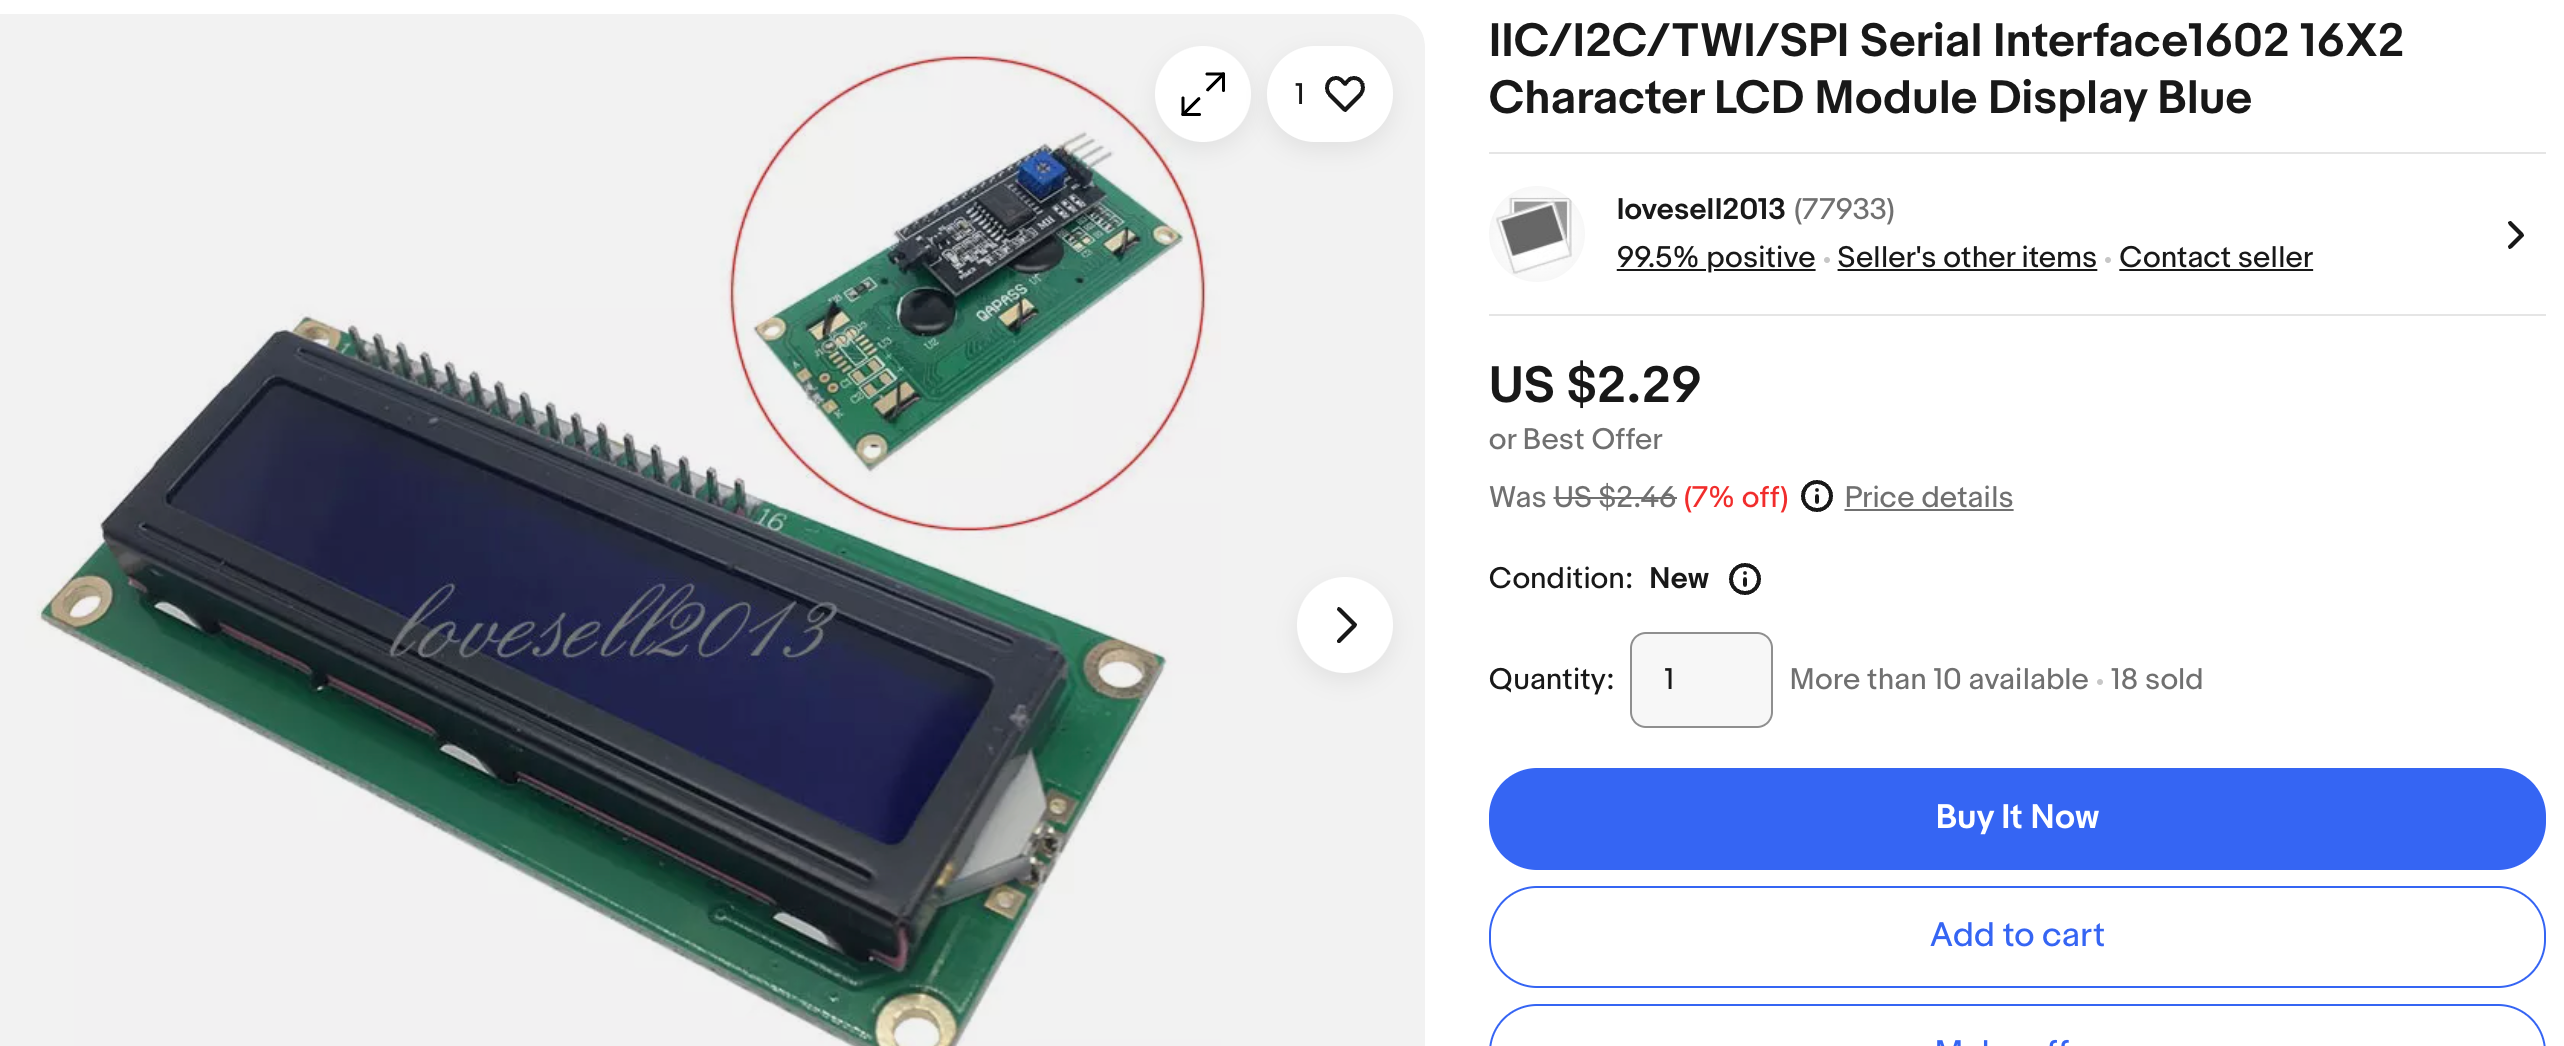 IIC/I2C/TWI/SPI Serial Interface1602 16X2
Character LCD Module Display Blue
lovesell2013 (77933)
99.5% positive • Seller's other items • Contact seller
US $2.29
or Best Offer
Was US $2.46 (7% off) Price details
Condition: New
Quantity: 1 More than 10 available • 18 sold
Buy It Now
Add to cart
1
QAPASS
U2
16
lovesell2013